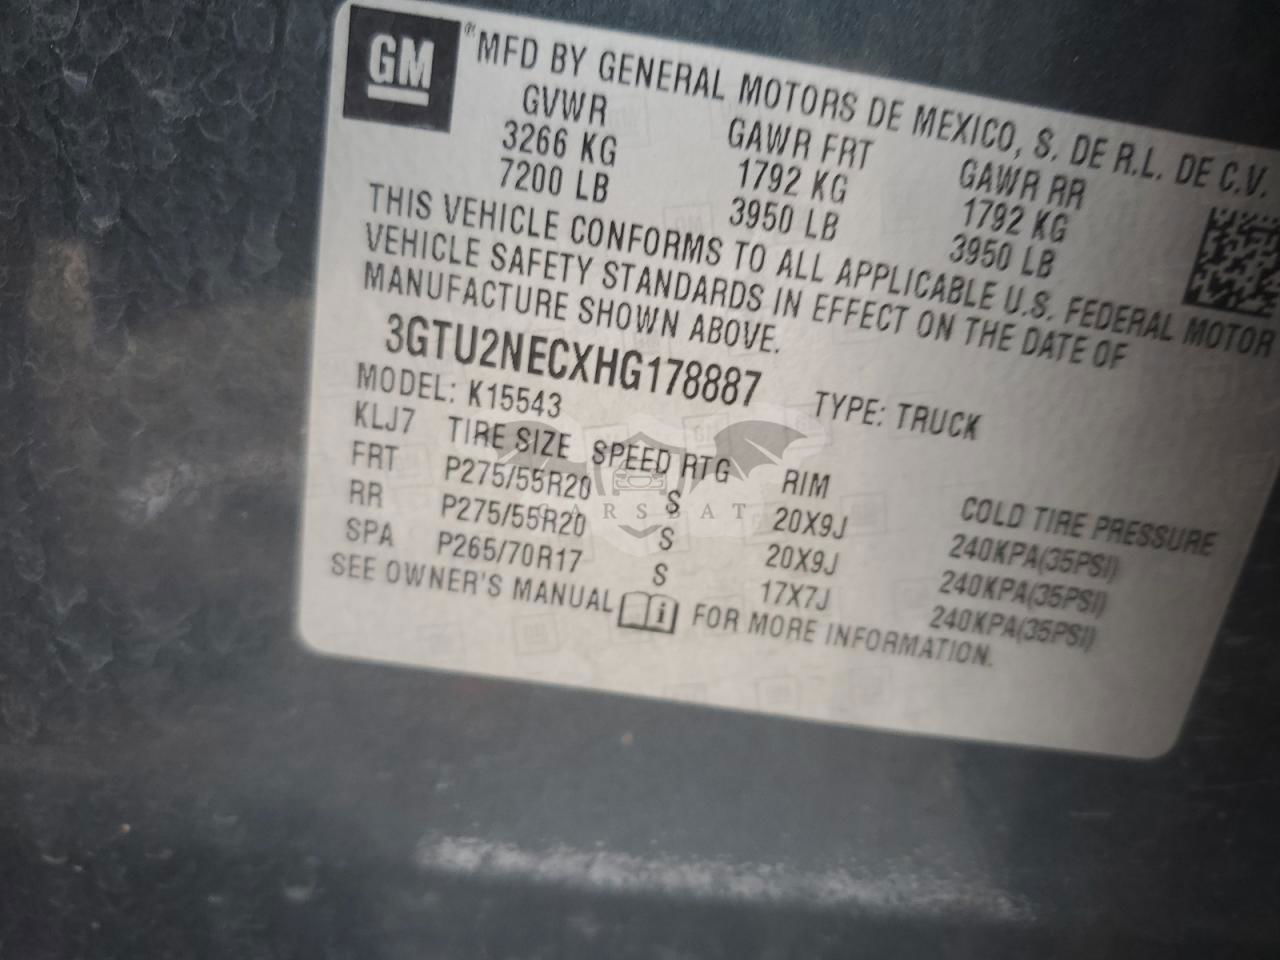 GM
® MFD BY GENERAL MOTORS DE MEXICO, S. DE R.L. DE C.V.
GVWR GAWR FRT GAWR RR
3266 KG 1792 KG 1792 KG
7200 LB 3950 LB 3950 LB
THIS VEHICLE CONFORMS TO ALL APPLICABLE U.S. FEDERAL MOTOR
VEHICLE SAFETY STANDARDS IN EFFECT ON THE DATE OF
MANUFACTURE SHOWN ABOVE.
3GTU2NECXHG178887 TYPE: TRUCK
MODEL: K15543
KLJ7 TIRE SIZE SPEED RTG RIM COLD TIRE PRESSURE
FRT P275/55R20 S 20X9J 240KPA(35PSI)
RR P275/55R20 S 20X9J 240KPA(35PSI)
SPA P265/70R17 S 17X7J 240KPA(35PSI)
SEE OWNER'S MANUAL i FOR MORE INFORMATION.
CARSBAT